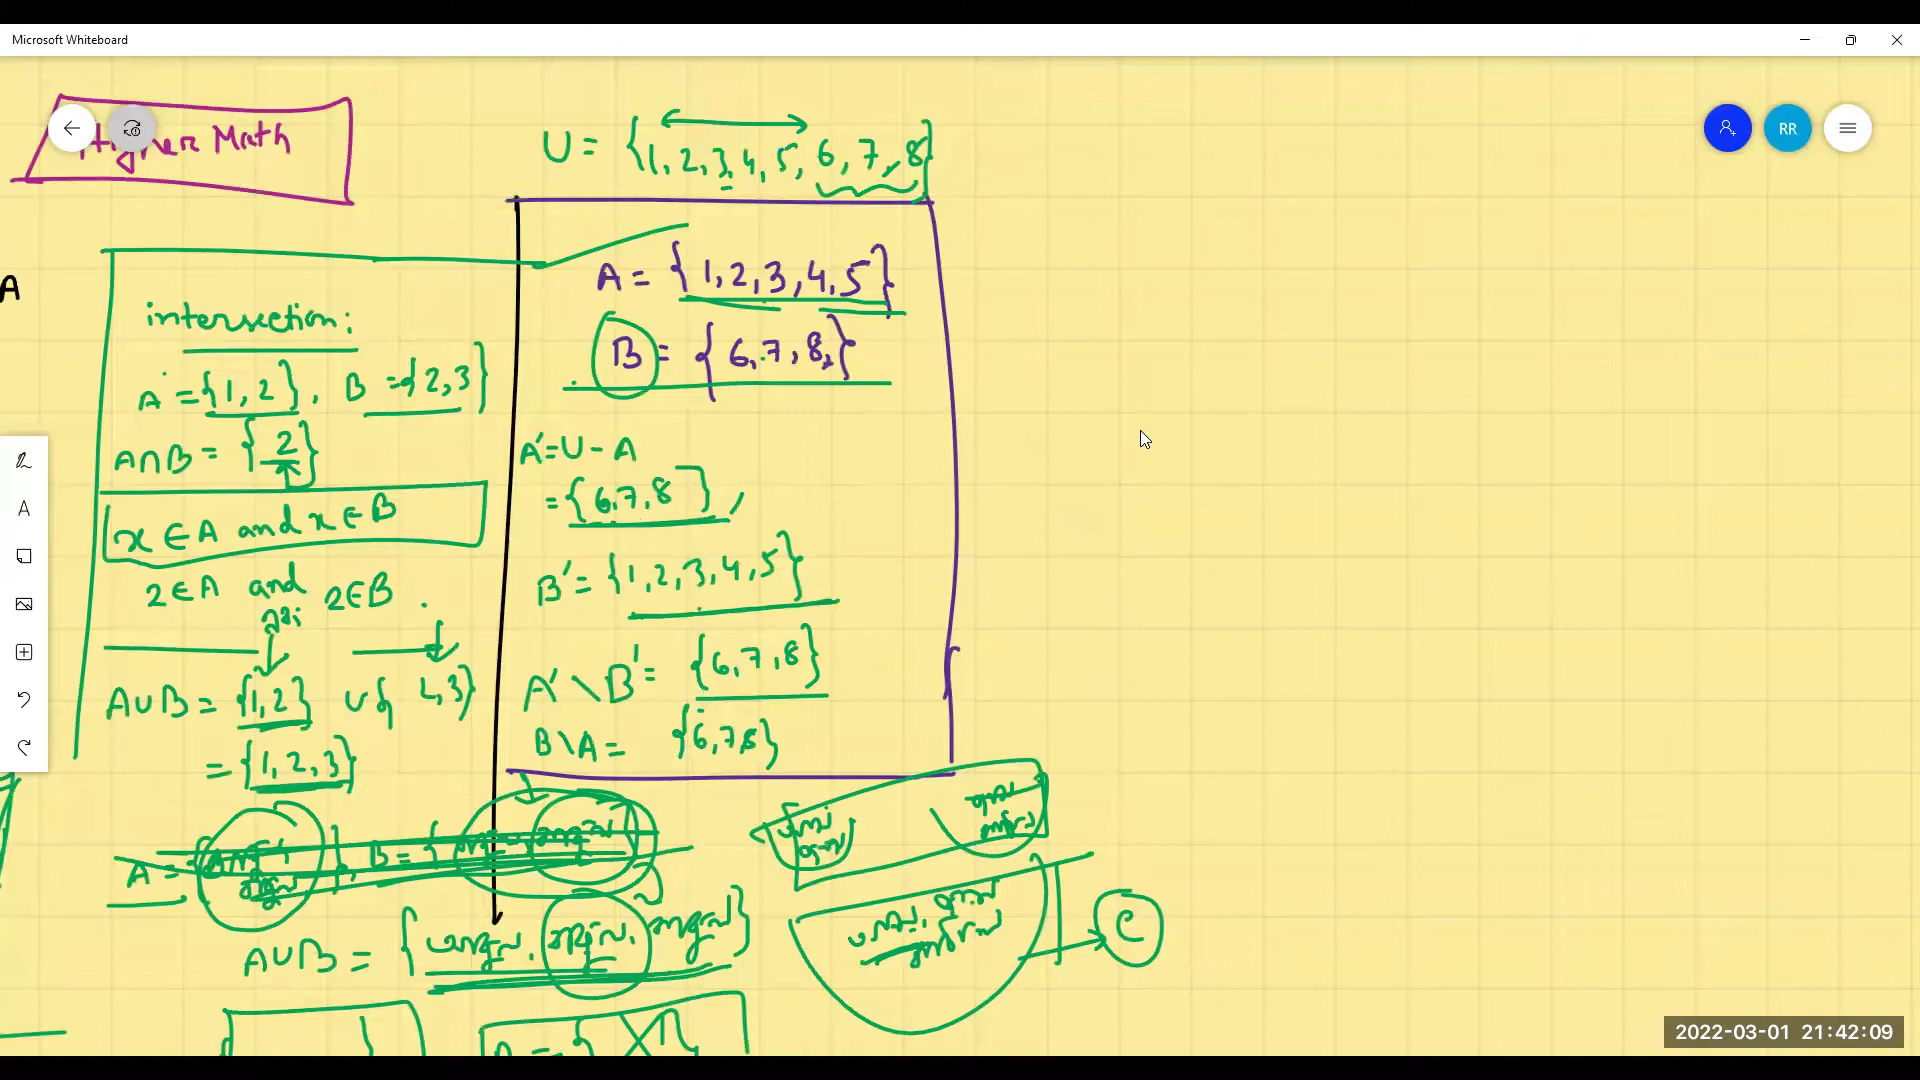 Microsoft Whiteboard
Higher Math
RR
U = {1, 2, 3, 4, 5, 6, 7, 8}
A
intersection:
A = {1, 2}, B = {2, 3}
A∩B = {2}
x ∈ A and x ∈ B
2 ∈ A and 2 ∈ B.
A∪B = {1, 2} ∪ { 2, 3}
= {1, 2, 3}
A = { 1, 2, 3, 4, 5}
B = { 6, 7, 8, }
A' = U - A
= { 6, 7, 8 }
B' = {1, 2, 3, 4, 5}
A' \ B' = {6, 7, 8}
B \ A = {6, 7, 8}
A = { }, B = {
A∪B = { }
C
A = {
A
2022-03-01 21:42:09